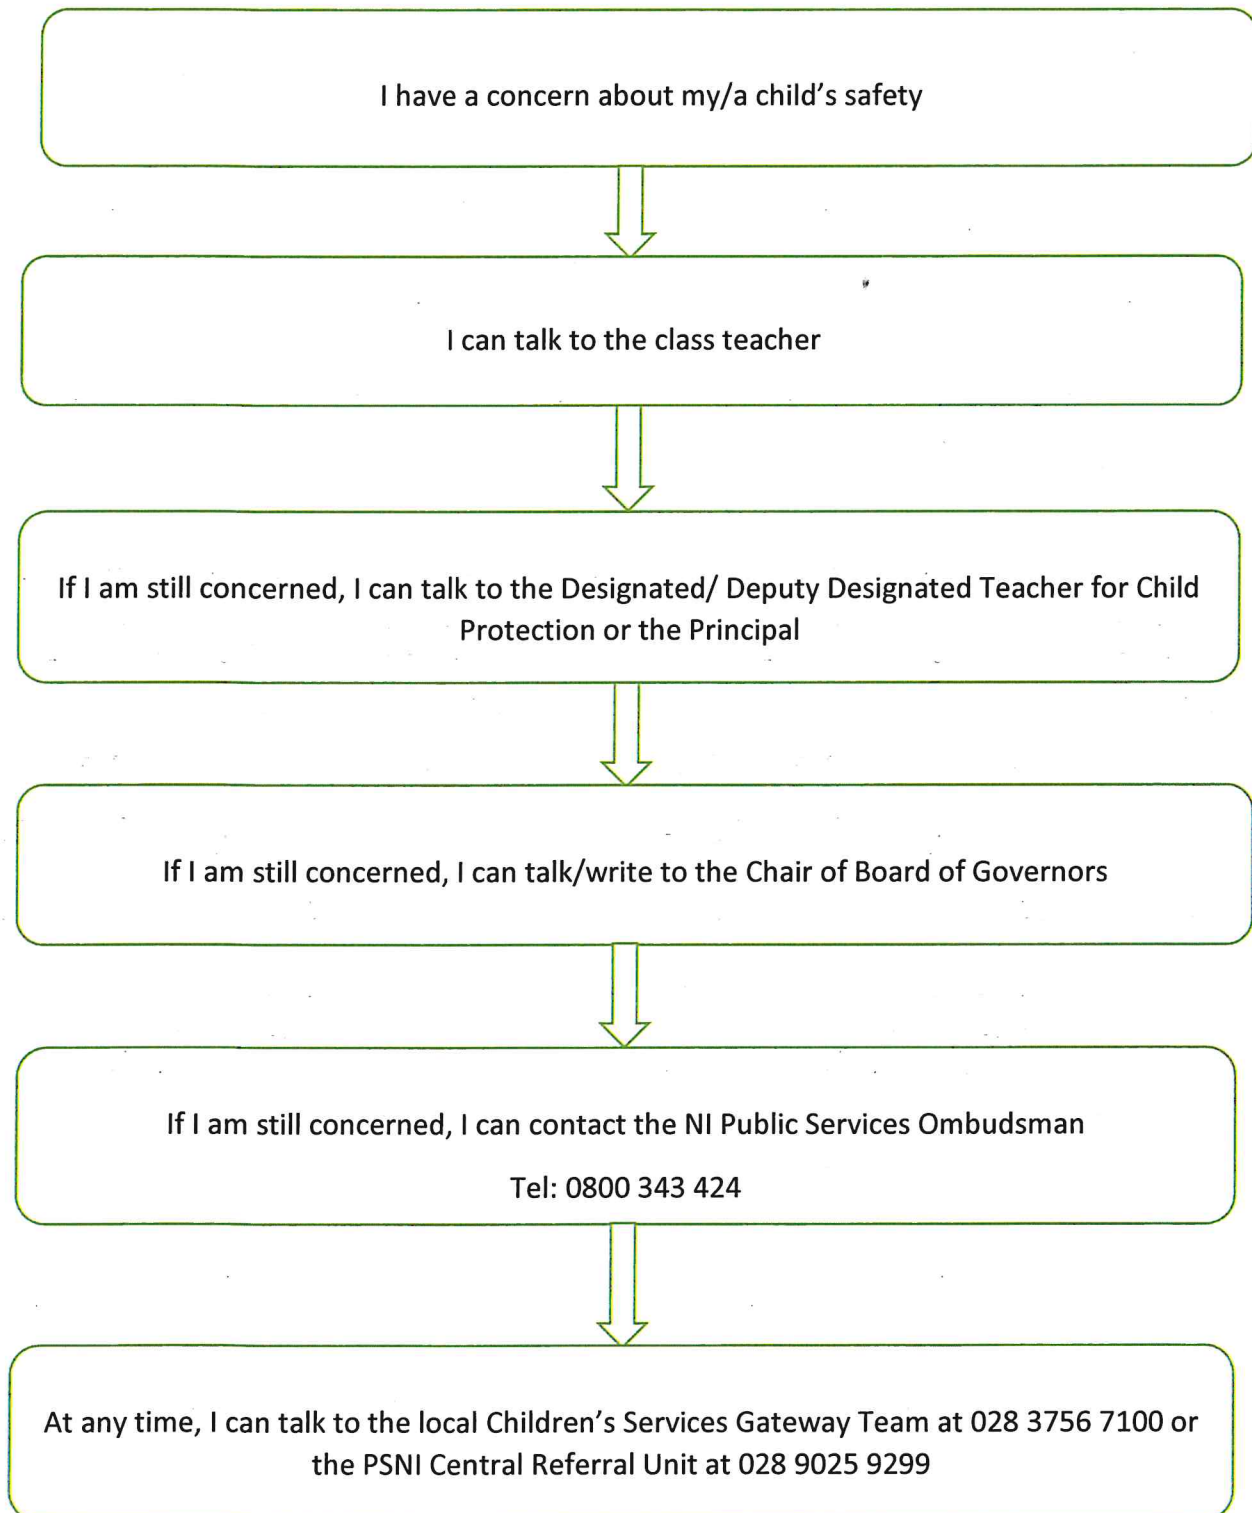 I have a concern about my/a child's safety
I can talk to the class teacher
If I am still concerned, I can talk to the Designated/ Deputy Designated Teacher for Child
Protection or the Principal
If I am still concerned, I can talk/write to the Chair of Board of Governors
If I am still concerned, I can contact the NI Public Services Ombudsman
Tel: 0800 343 424
At any time, I can talk to the local Children's Services Gateway Team at 028 3756 7100 or
the PSNI Central Referral Unit at 028 9025 9299